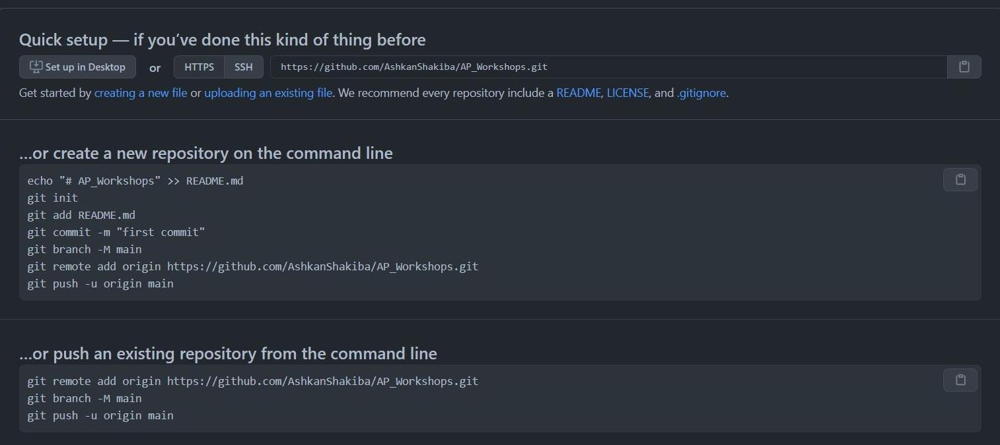 Quick setup — if you’ve done this kind of thing before
Set up in Desktop or HTTPS SSH https://github.com/AshkanShakiba/AP_Workshops.git
Get started by creating a new file or uploading an existing file. We recommend every repository include a README, LICENSE, and .gitignore.
…or create a new repository on the command line
echo "# AP_Workshops" >> README.md
git init
git add README.md
git commit -m "first commit"
git branch -M main
git remote add origin https://github.com/AshkanShakiba/AP_Workshops.git
git push -u origin main
…or push an existing repository from the command line
git remote add origin https://github.com/AshkanShakiba/AP_Workshops.git
git branch -M main
git push -u origin main